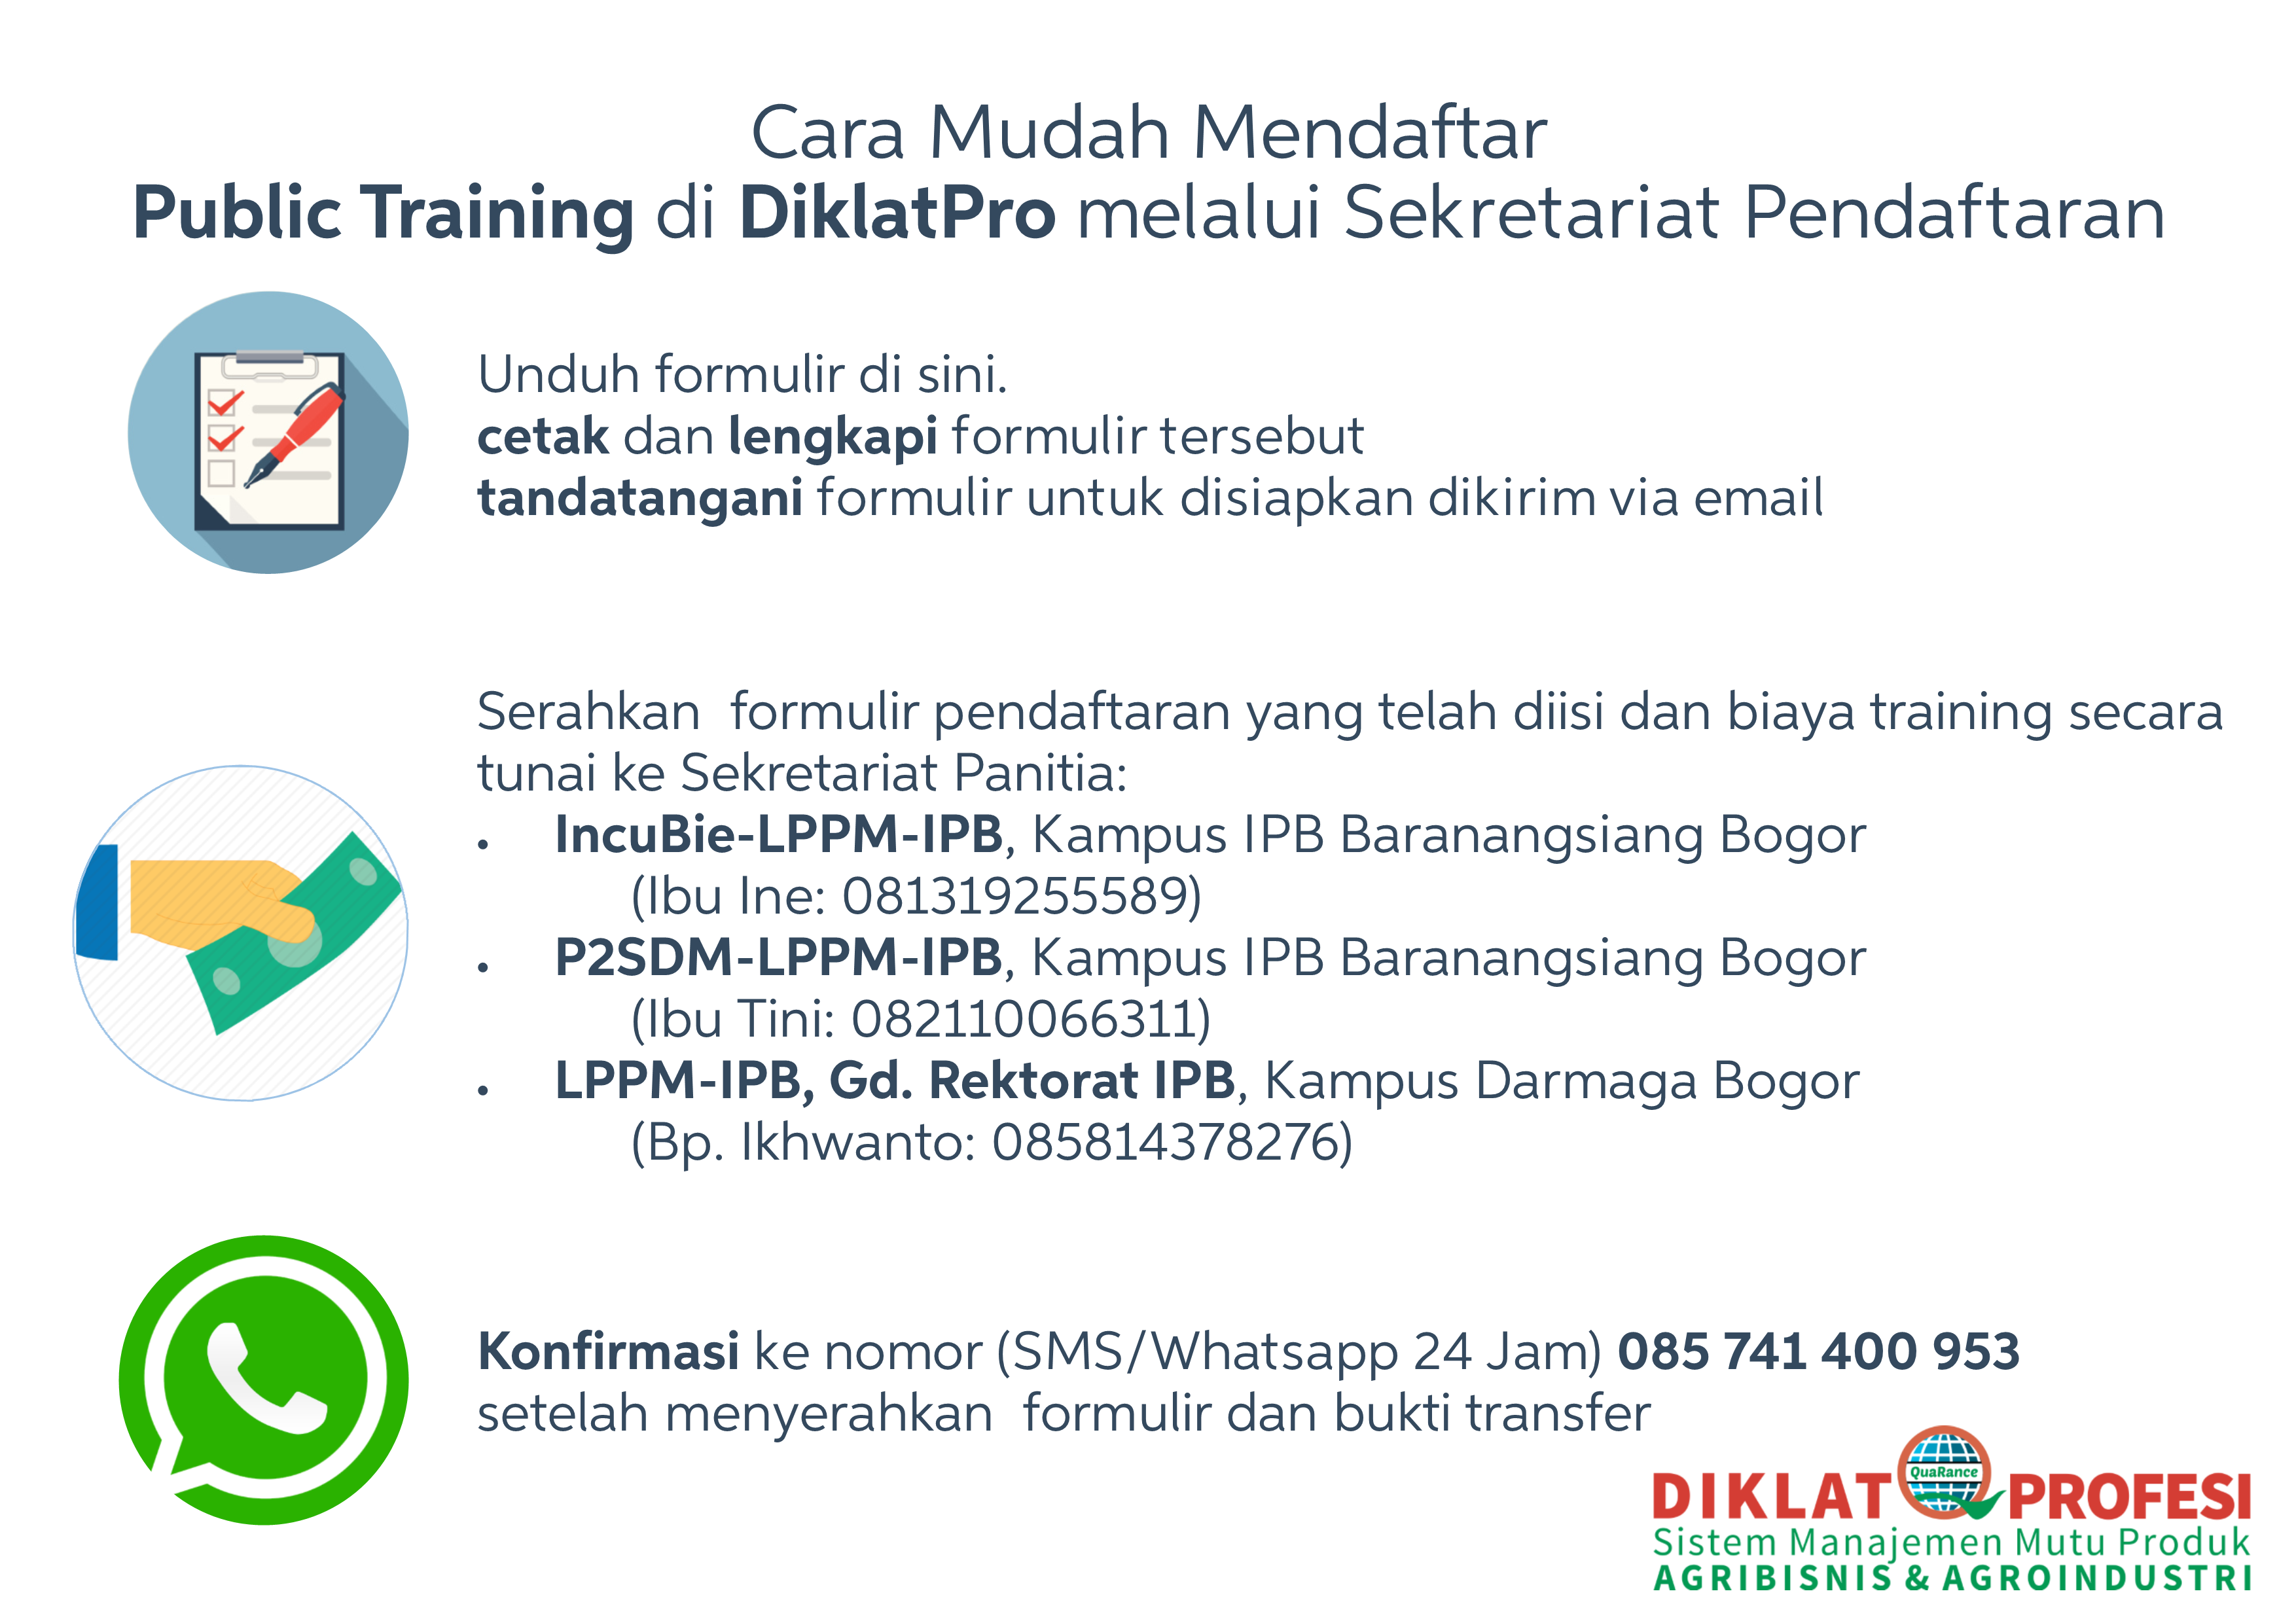 Cara Mudah Mendaftar
Public Training di DiklatPro melalui Sekretariat Pendaftaran
Unduh formulir di sini.
cetak dan lengkapi formulir tersebut
tandatangani formulir untuk disiapkan dikirim via email
Serahkan formulir pendaftaran yang telah diisi dan biaya training secara
tunai ke Sekretariat Panitia:
• IncuBie-LPPM-IPB, Kampus IPB Baranangsiang Bogor
(Ibu Ine: 081319255589)
• P2SDM-LPPM-IPB, Kampus IPB Baranangsiang Bogor
(Ibu Tini: 082110066311)
• LPPM-IPB, Gd. Rektorat IPB, Kampus Darmaga Bogor
(Bp. Ikhwanto: 085814378276)
Konfirmasi ke nomor (SMS/Whatsapp 24 Jam) 085 741 400 953
setelah menyerahkan formulir dan bukti transfer
DIKLAT QuaRance PROFESI
Sistem Manajemen Mutu Produk
AGRIBISNIS & AGROINDUSTRI